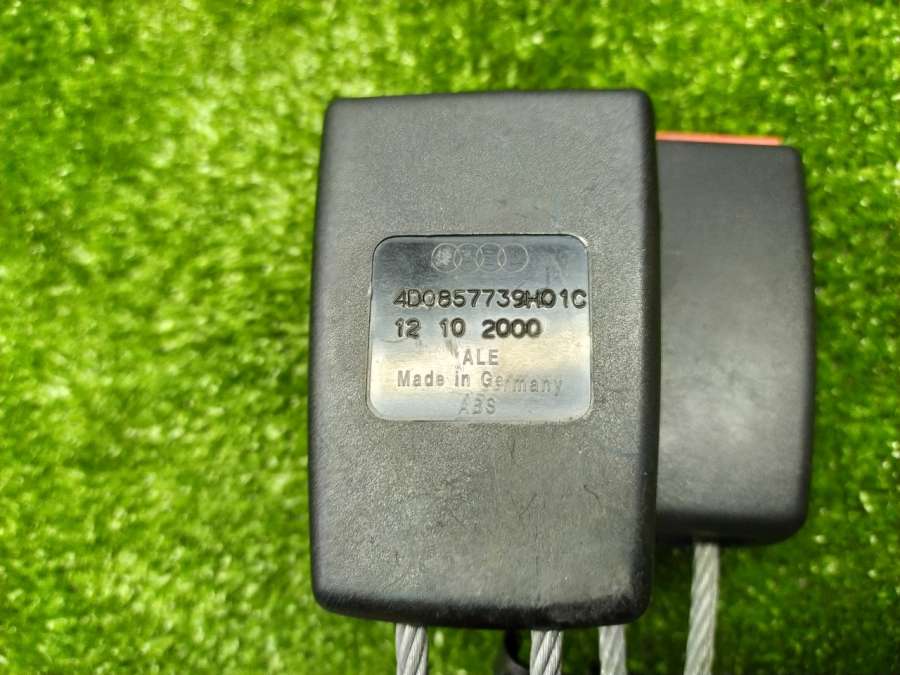 4D0857739H01C
12 10 2000
ALE
Made in Germany
ABS